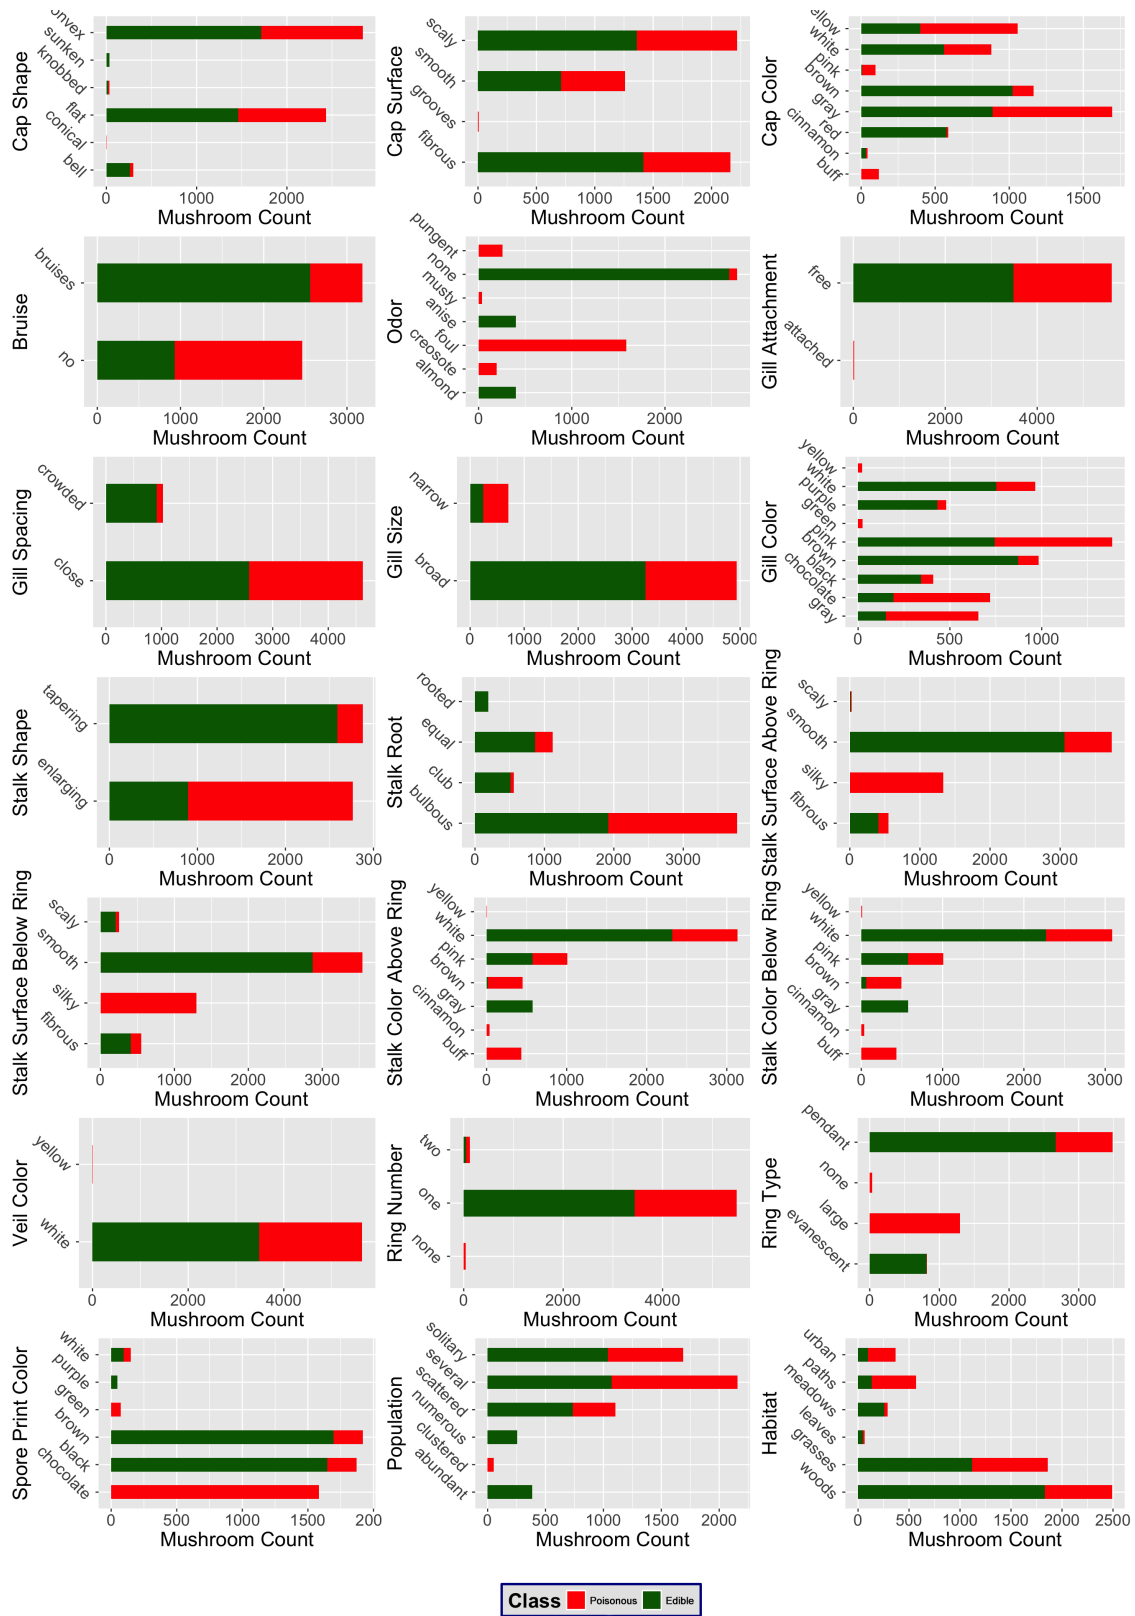 Cap Shape
sunken
knobbed
flat
conical
bell
0 1000 2000
Mushroom Count
Cap Surface
scaly
smooth
grooves
fibrous
0 500 1000 1500 2000
Mushroom Count
Cap Color
white
pink
brown
gray
red
cinnamon
buff
0 500 1000 1500
Mushroom Count
Bruise
bruises
no
0 1000 2000 3000
Mushroom Count
Odor
pungent
none
musty
anise
foul
creosote
almond
0 1000 2000
Mushroom Count
Gill Attachment
free
attached
0 2000 4000
Mushroom Count
Gill Spacing
crowded
close
0 1000 2000 3000 4000
Mushroom Count
Gill Size
narrow
broad
0 1000 2000 3000 4000 5000
Mushroom Count
Gill Color
yellow
white
purple
green
pink
brown
black
chocolate
gray
0 500 1000
Mushroom Count
Stalk Shape
tapering
enlarging
0 1000 2000 300
Mushroom Count
Stalk Root
rooted
equal
club
bulbous
0 1000 2000 3000
Mushroom Count
Stalk Surface Above Ring
scaly
smooth
silky
fibrous
0 1000 2000 3000
Mushroom Count
Stalk Surface Below Ring
scaly
smooth
silky
fibrous
0 1000 2000 3000
Mushroom Count
Stalk Color Above Ring
yellow
white
pink
brown
gray
cinnamon
buff
0 1000 2000 3000
Mushroom Count
Stalk Color Below Ring
yellow
white
pink
brown
gray
cinnamon
buff
0 1000 2000 3000
Mushroom Count
Veil Color
yellow
white
0 2000 4000
Mushroom Count
Ring Number
two
one
none
0 2000 4000
Mushroom Count
Ring Type
pendant
none
large
evanescent
0 1000 2000 3000
Mushroom Count
Spore Print Color
white
purple
green
brown
black
chocolate
0 500 1000 1500 200
Mushroom Count
Population
solitary
several
scattered
numerous
clustered
abundant
0 500 1000 1500 2000
Mushroom Count
Habitat
urban
paths
meadows
leaves
grasses
woods
0 500 1000 1500 2000 2500
Mushroom Count
Class Poisonous Edible